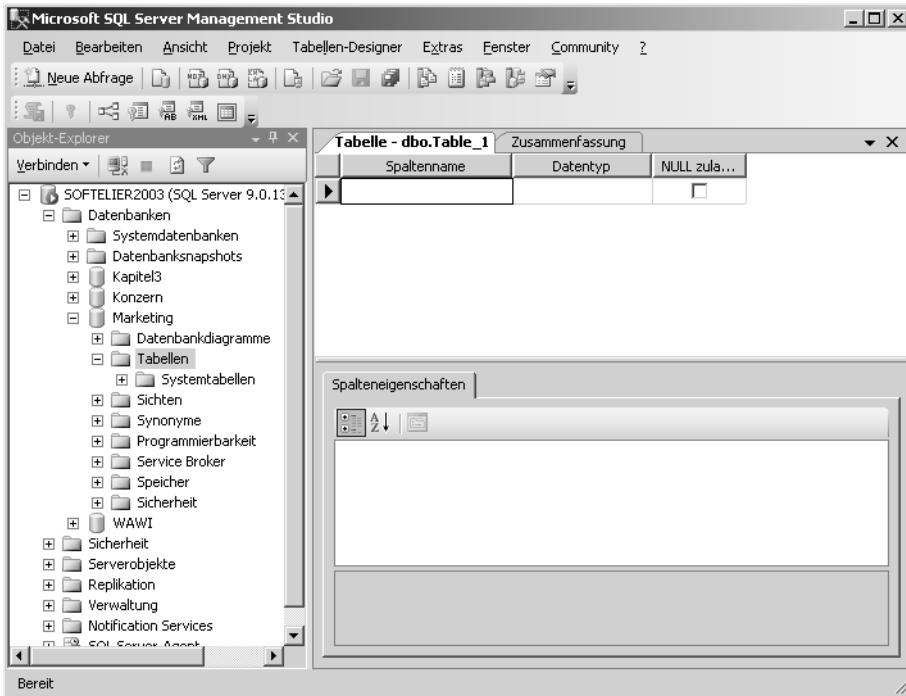 Microsoft SQL Server Management Studio
Datei Bearbeiten Ansicht Projekt Tabellen-Designer Extras Fenster Community ?
Neue Abfrage
Objekt-Explorer
Verbinden
SOFTELIER2003 (SQL Server 9.0.13
Datenbanken
Systemdatenbanken
Datenbanksnapshots
Kapitel3
Konzern
Marketing
Datenbankdiagramme
Tabellen
Systemtabellen
Sichten
Synonyme
Programmierbarkeit
Service Broker
Speicher
Sicherheit
WAWI
Sicherheit
Serverobjekte
Replikation
Verwaltung
Notification Services
SQL Server Agent
Tabelle - dbo.Table_1 Zusammenfassung
Spaltenname Datentyp NULL zula...
Spalteneigenschaften
Bereit